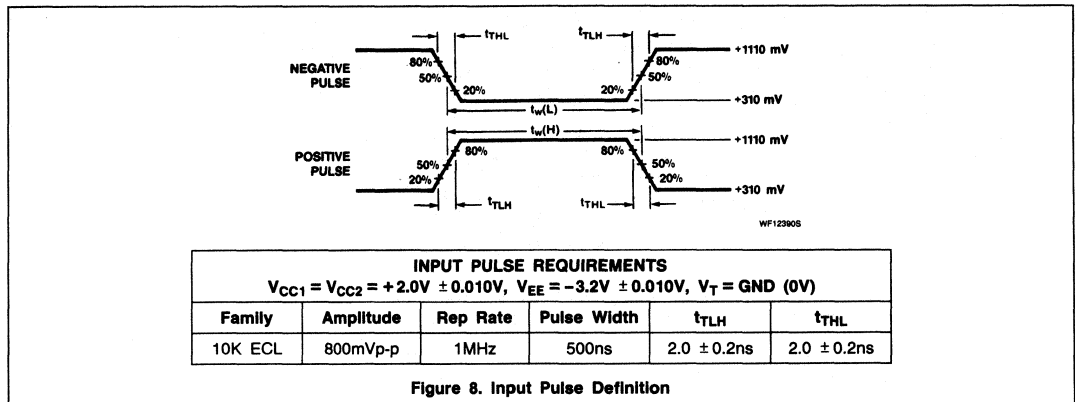 tTHL tTLH
+1110 mV
NEGATIVE PULSE
80% 80%
50% 50%
20% 20%
+310 mV
tw(L)
tw(H)
+1110 mV
POSITIVE PULSE
80% 80%
50% 50%
20% 20%
+310 mV
tTLH tTHL
WF12390S
INPUT PULSE REQUIREMENTS
VCC1 = VCC2 = +2.0V ±0.010V, VEE = −3.2V ±0.010V, VT = GND (0V)
Family Amplitude Rep Rate Pulse Width tTLH tTHL
10K ECL 800mVp-p 1MHz 500ns 2.0 ±0.2ns 2.0 ±0.2ns
Figure 8. Input Pulse Definition